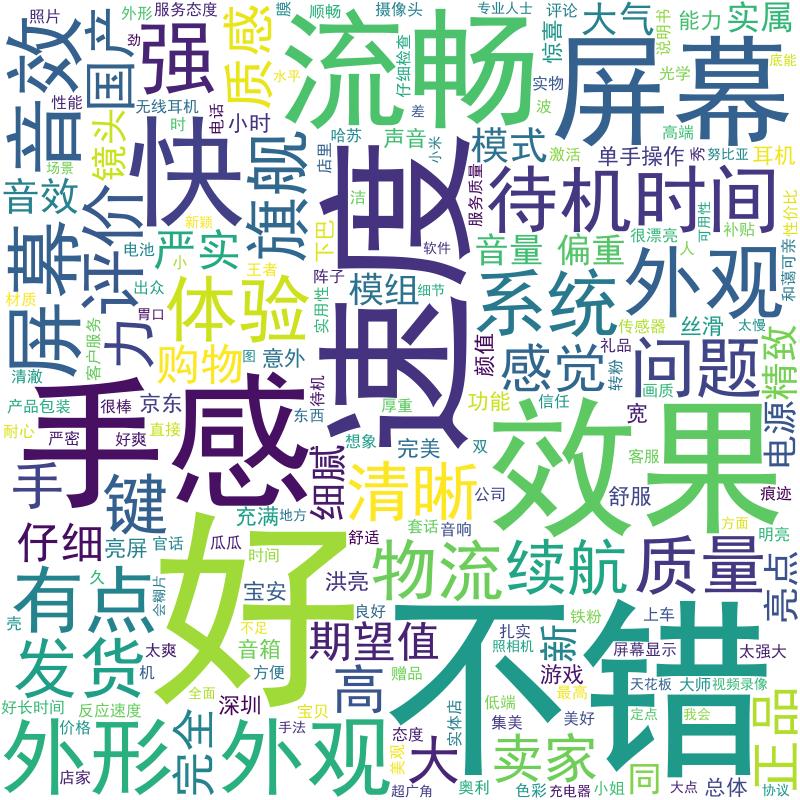 照片
外形
服务态度
膜
顺畅
摄像头
专业人士
评论
大气
说明书
能力
实属
音效
国产
强
质感
水平
劲
流畅
仔细检查
惊喜
屏幕
光学
底能
性能
无线耳机
时
电话
小时
哈苏
差
声音
小米
波
实物
模式
激活
单手操作
高端
秀
努比亚
耳机
镜头
场景
快
旗舰
店里
洁
速度
服务质量
待机时间
可用性
补贴
性价比
音效
评价
新颖
严实
下巴
音量
偏重
很漂亮
人
和蔼可亲
屏幕
电池
小
出众
王者
阵子
软件
外观
材质
力
胃口
体验
实用性
模组
细节
系统
传感器
丝滑
太慢
清澈
客户服务
购物
图
意外
待机
颜值
感觉
礼品
转粉
问题
画质
精致
产品包装
很棒
京东
东西
厚重
功能
信任
宽
电源
耐心
严密
好爽
直接
手感
想象
完美
双
效果
客服
手
键
细腻
清晰
公司
舒服
痕迹
仔细
亮屏
充满
地方
套话
音响
方面
明亮
官话
瓜瓜
时间
舒适
物流
续航
质量
亮点
有点
久
会糊片
好
宝安
洪亮
良好
铁粉
上车
壳
不足
音箱
期望值
不错
扎实
照相机
新
屏幕显示
太强大
发货
太爽
机
方便
赠品
高
游戏
天花板
大师
视频录像
好长时间
反应速度
全面
深圳
宝贝
低端
最高
定点
我会
正品
价格
完全
手法
态度
实体店
集美
美好
外形
外观
美观
大
卖家
同
店家
超广角
奥利
色彩
充电器
小姐
大点
总体
协议